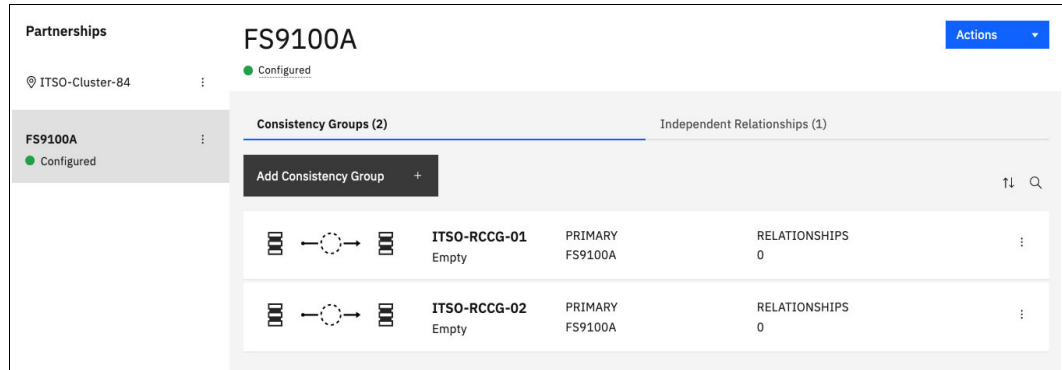 Partnerships
ITSO-Cluster-84
FS9100A
Configured
FS9100A
Configured
Actions
Consistency Groups (2)
Independent Relationships (1)
Add Consistency Group +
ITSO-RCCG-01
Empty
PRIMARY
FS9100A
RELATIONSHIPS
0
ITSO-RCCG-02
Empty
PRIMARY
FS9100A
RELATIONSHIPS
0